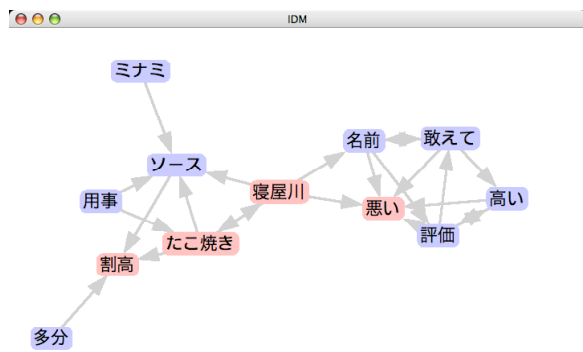 IDM
ミナミ
名前
敢えて
ソース
寝屋川
用事
高い
悪い
評価
たこ焼き
割高
多分